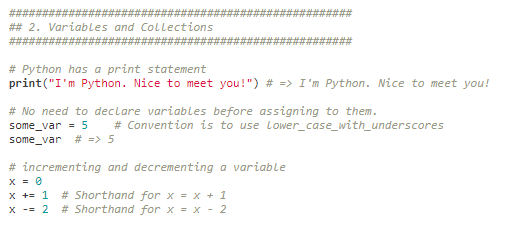 ####################################################
## 2. Variables and Collections
####################################################
# Python has a print statement
print("I'm Python. Nice to meet you!") # => I'm Python. Nice to meet you!
# No need to declare variables before assigning to them.
some_var = 5    # Convention is to use lower_case_with_underscores
some_var  # => 5
# incrementing and decrementing a variable
x = 0
x += 1  # Shorthand for x = x + 1
x -= 2  # Shorthand for x = x - 2